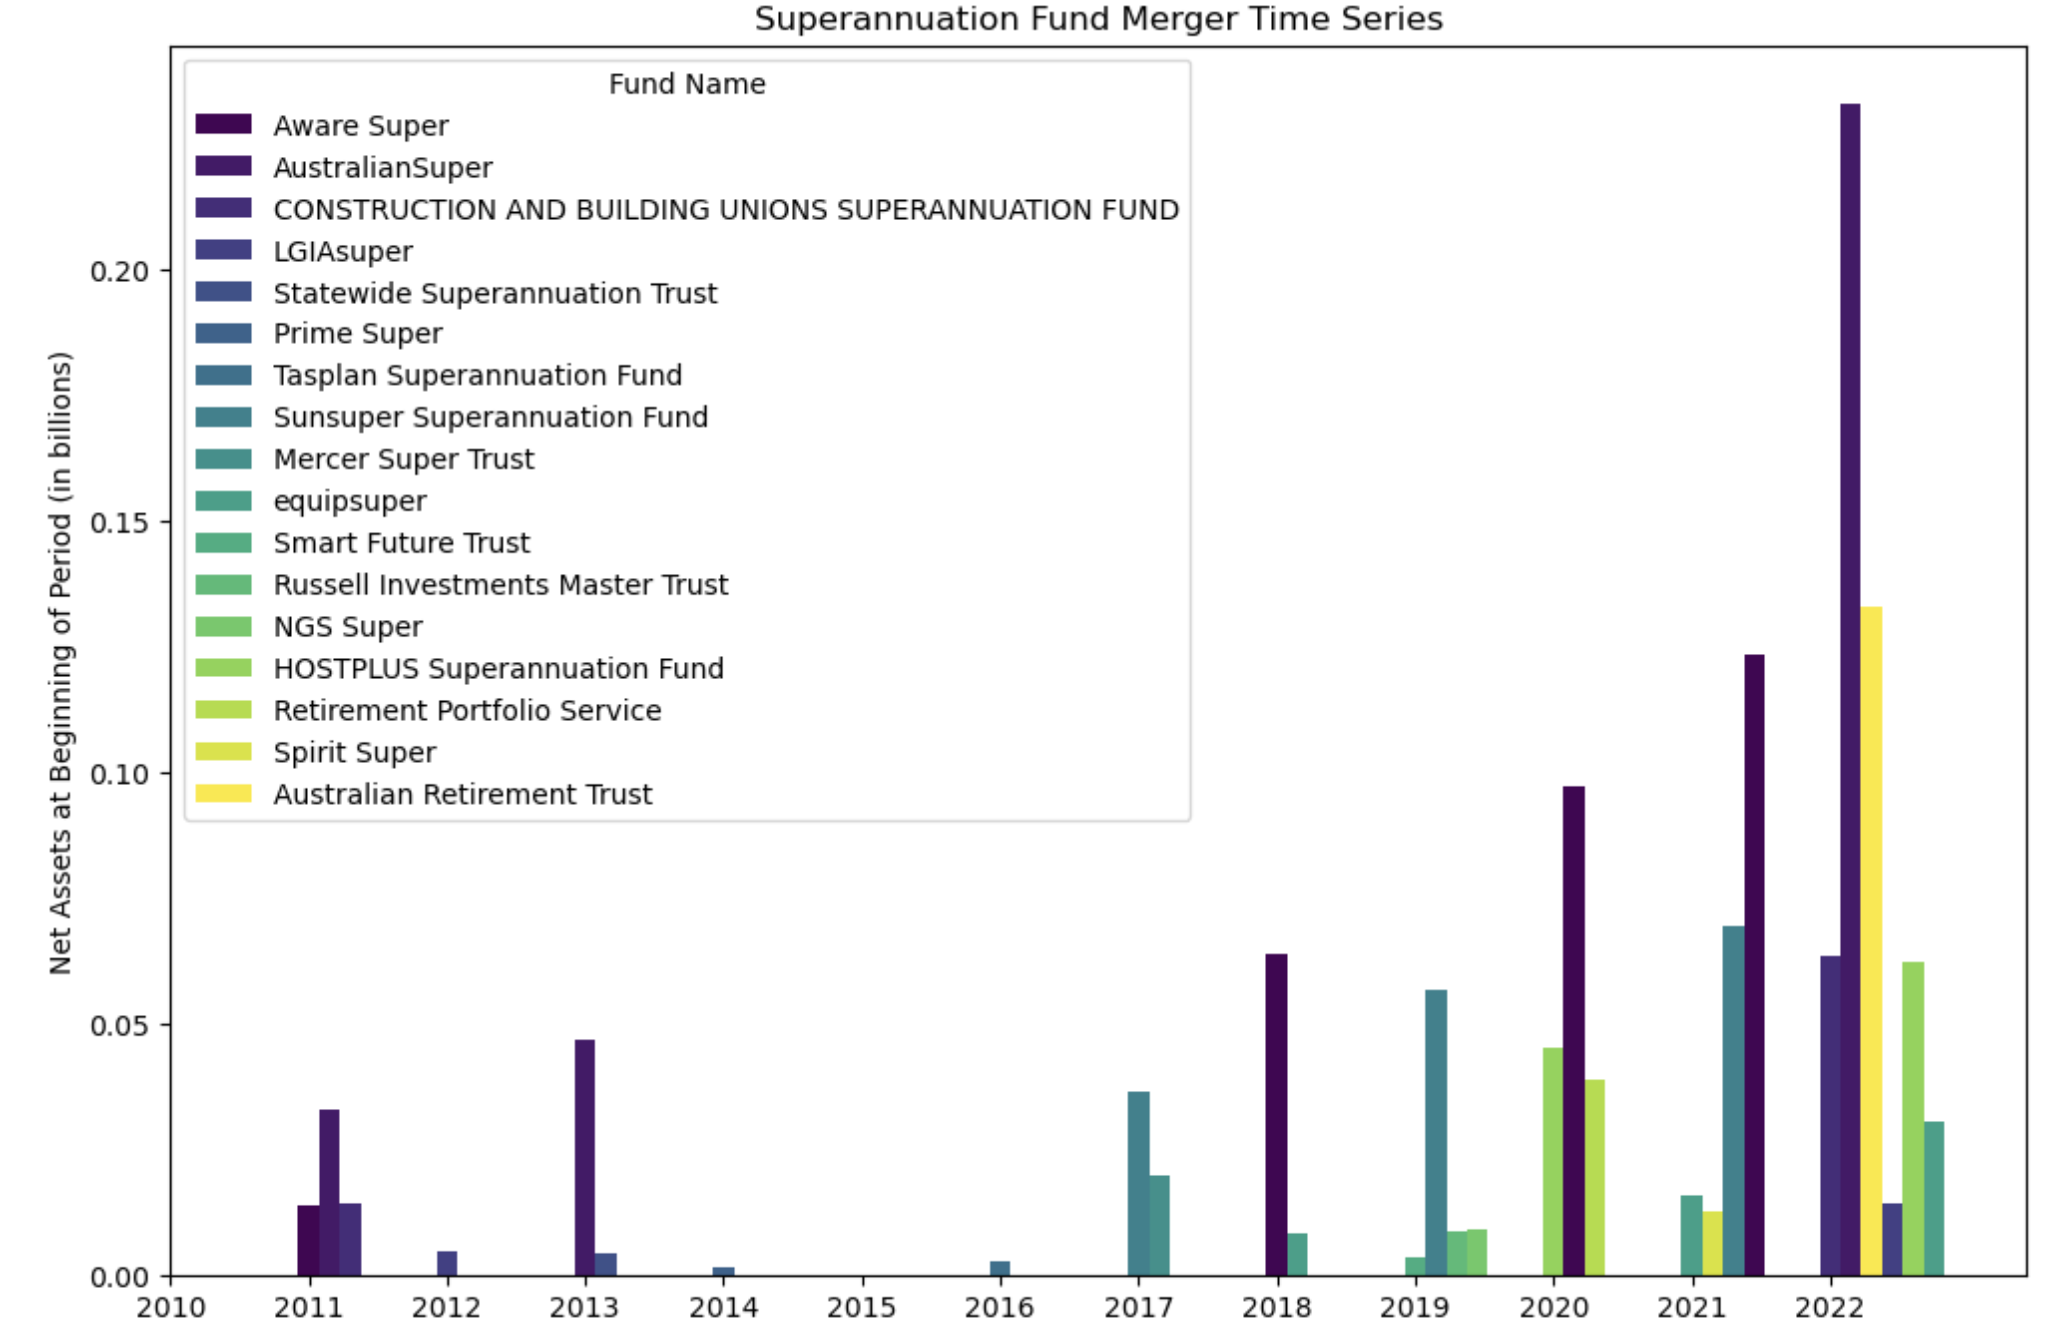 Superannuation Fund Merger Time Series
Fund Name
Aware Super
AustralianSuper
CONSTRUCTION AND BUILDING UNIONS SUPERANNUATION FUND
LGIAsuper
Statewide Superannuation Trust
Prime Super
Tasplan Superannuation Fund
Sunsuper Superannuation Fund
Mercer Super Trust
equipsuper
Smart Future Trust
Russell Investments Master Trust
NGS Super
HOSTPLUS Superannuation Fund
Retirement Portfolio Service
Spirit Super
Australian Retirement Trust
Net Assets at Beginning of Period (in billions)
0.20
0.15
0.10
0.05
0.00
2010 2011 2012 2013 2014 2015 2016 2017 2018 2019 2020 2021 2022